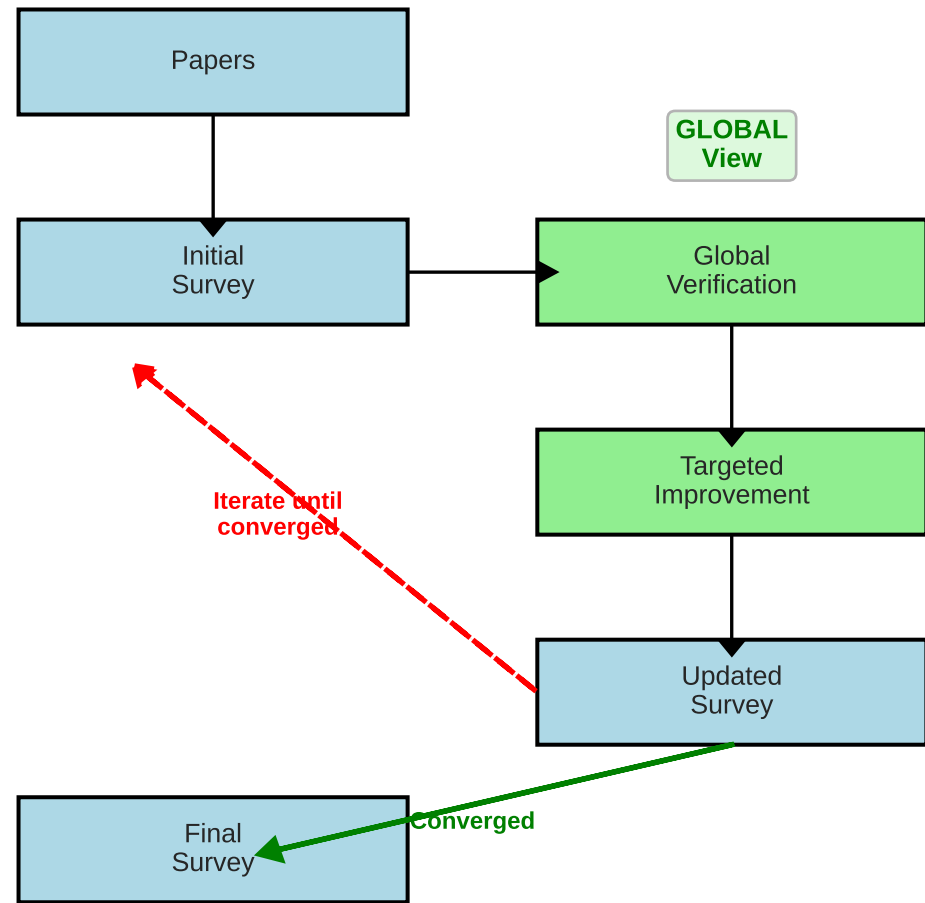 Papers
GLOBAL
View
Initial
Survey
Global
Verification
Targeted
Improvement
Iterate until
converged
Updated
Survey
Converged
Final
Survey